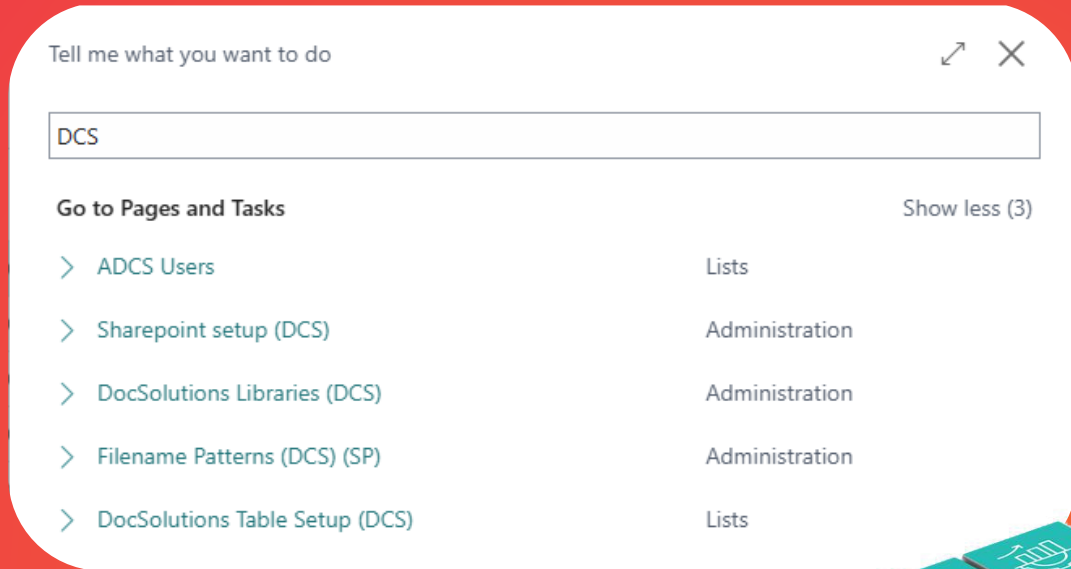 Tell me what you want to do
DCS
Go to Pages and Tasks Show less (3)
ADCS Users Lists
Sharepoint setup (DCS) Administration
DocSolutions Libraries (DCS) Administration
Filename Patterns (DCS) (SP) Administration
DocSolutions Table Setup (DCS) Lists